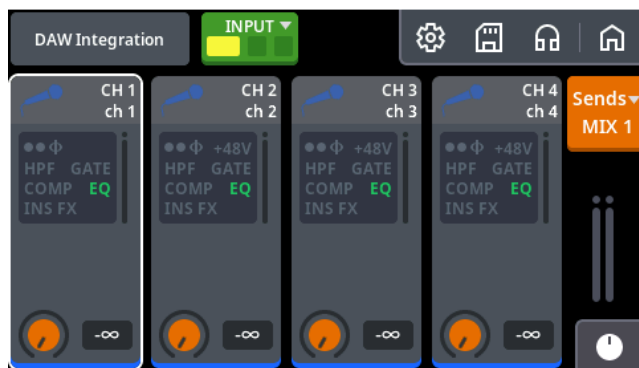 DAW Integration
INPUT
CH 1
ch 1
Φ
HPF GATE
COMP EQ
INS FX
-∞
CH 2
ch 2
Φ +48V
HPF GATE
COMP EQ
INS FX
-∞
CH 3
ch 3
Φ +48V
HPF GATE
COMP EQ
INS FX
-∞
CH 4
ch 4
Φ +48V
HPF GATE
COMP EQ
INS FX
-∞
Sends
MIX 1